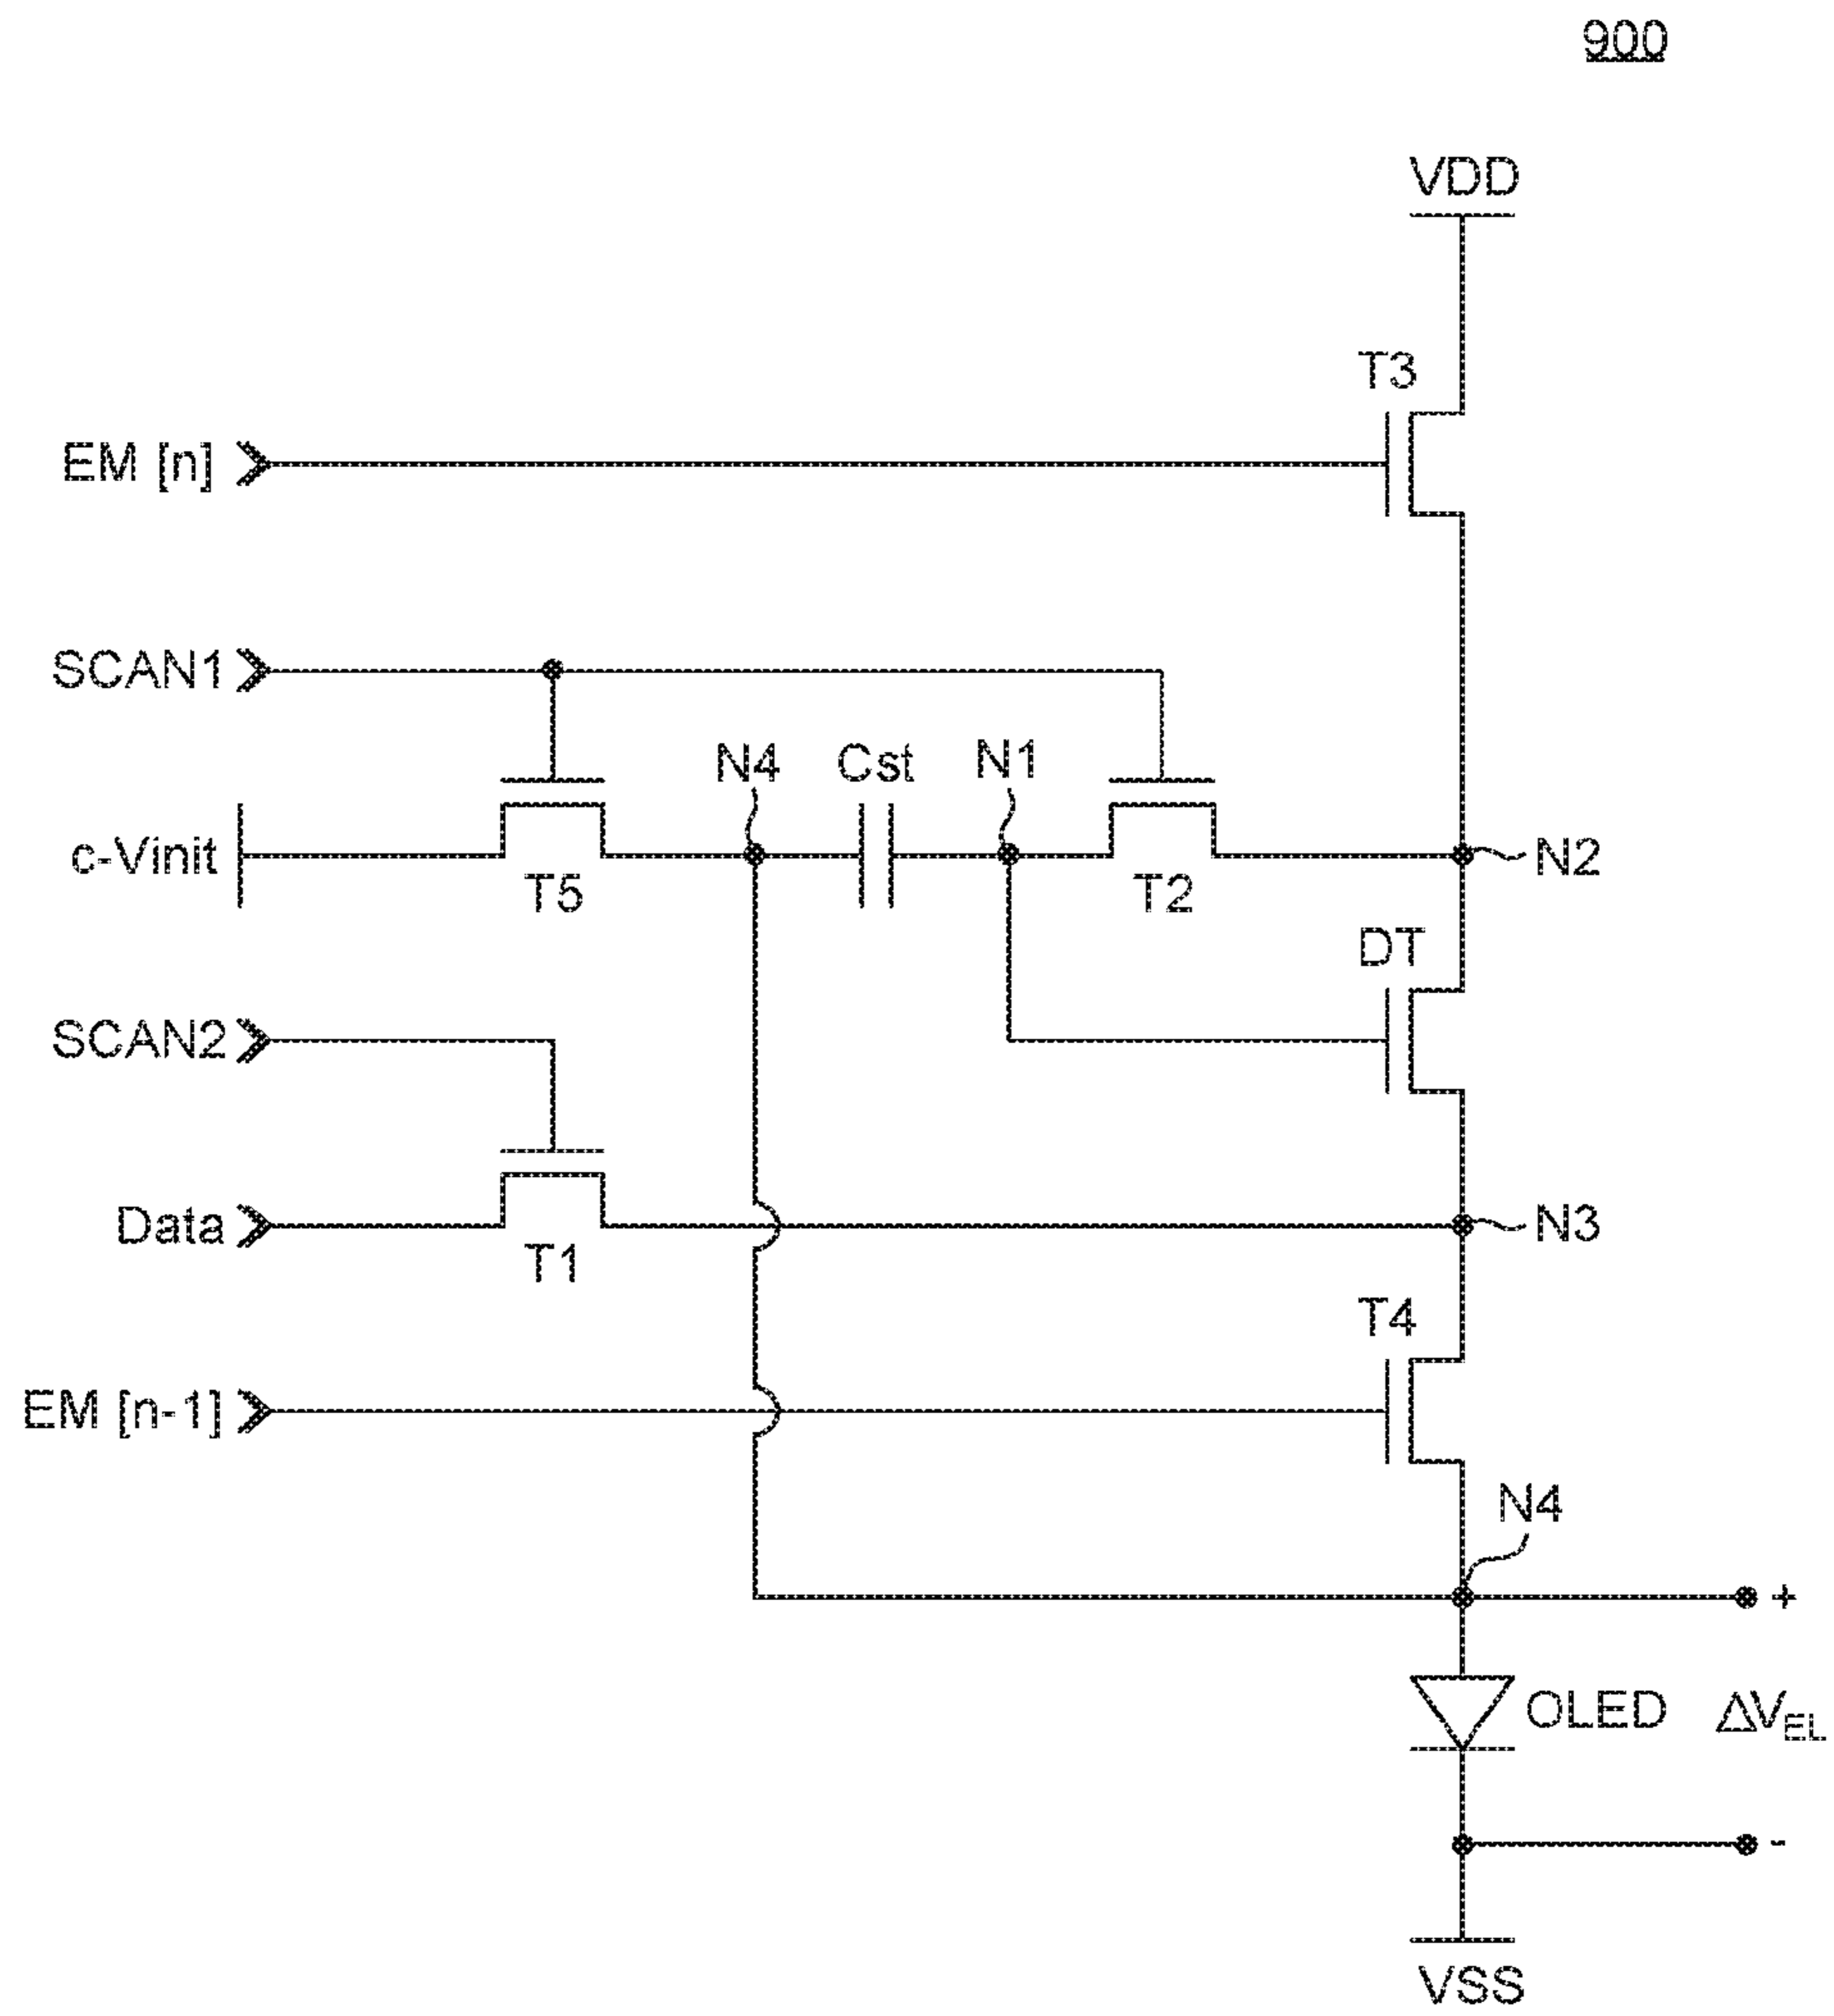 900
VDD
T3
EM [n]
SCAN1
N4
Cst
N1
c-Vinit
T5
T2
N2
DT
SCAN2
Data
T1
N3
T4
EM [n-1]
N4
+
OLED
ΔVEL
-
VSS